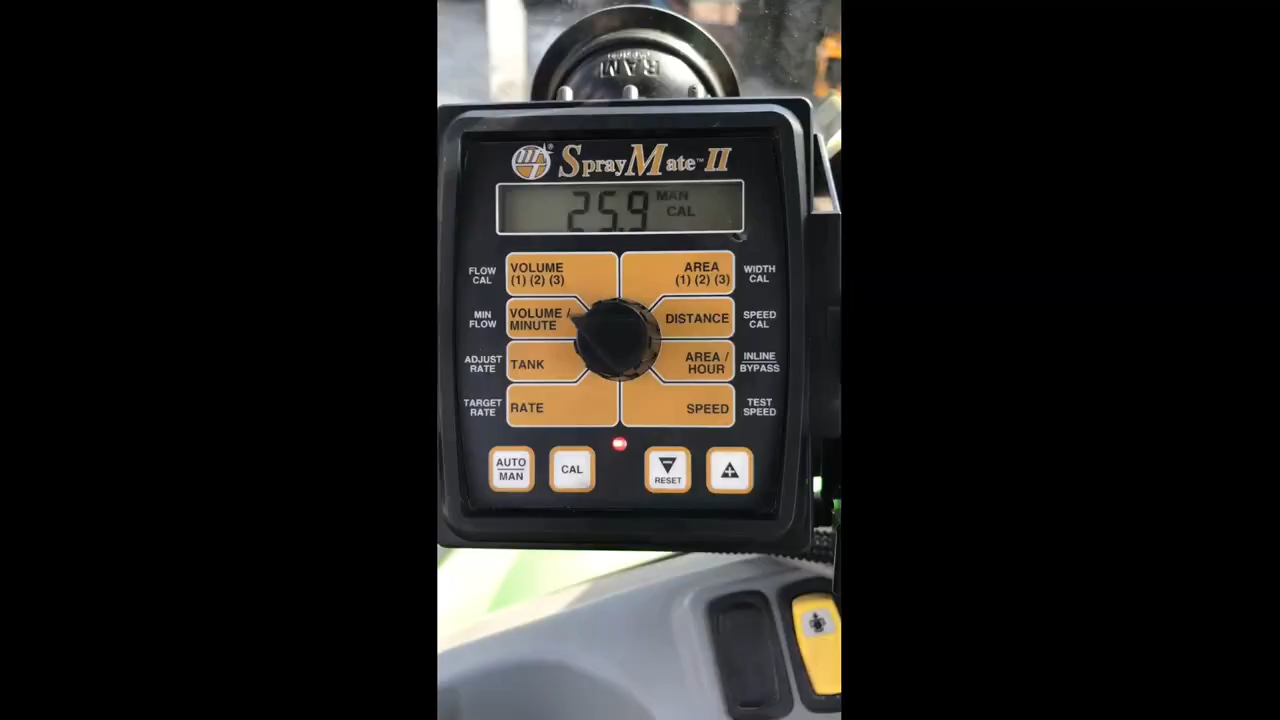 RAM
SprayMate™ II
25.9 MAN
CAL
FLOW
CAL
VOLUME
(1) (2) (3)
AREA
(1) (2) (3)
WIDTH
CAL
MIN
FLOW
VOLUME /
MINUTE
DISTANCE
SPEED
CAL
ADJUST
RATE
TANK
AREA /
HOUR
INLINE
BYPASS
TARGET
RATE
RATE
SPEED
TEST
SPEED
AUTO
MAN
CAL
RESET